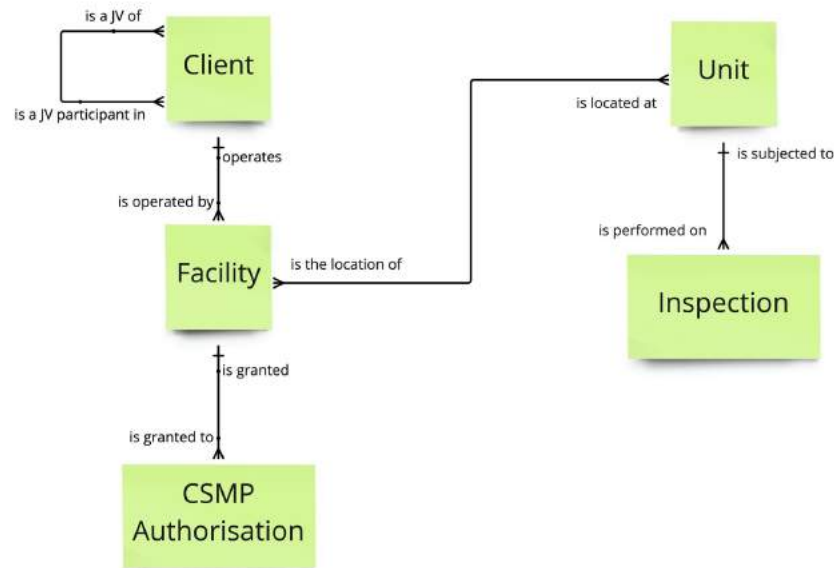 is a JV of
Client
Unit
is a JV participant in
is located at
operates
is subjected to
is operated by
is performed on
Facility
is the location of
Inspection
is granted
is granted to
CSMP
Authorisation